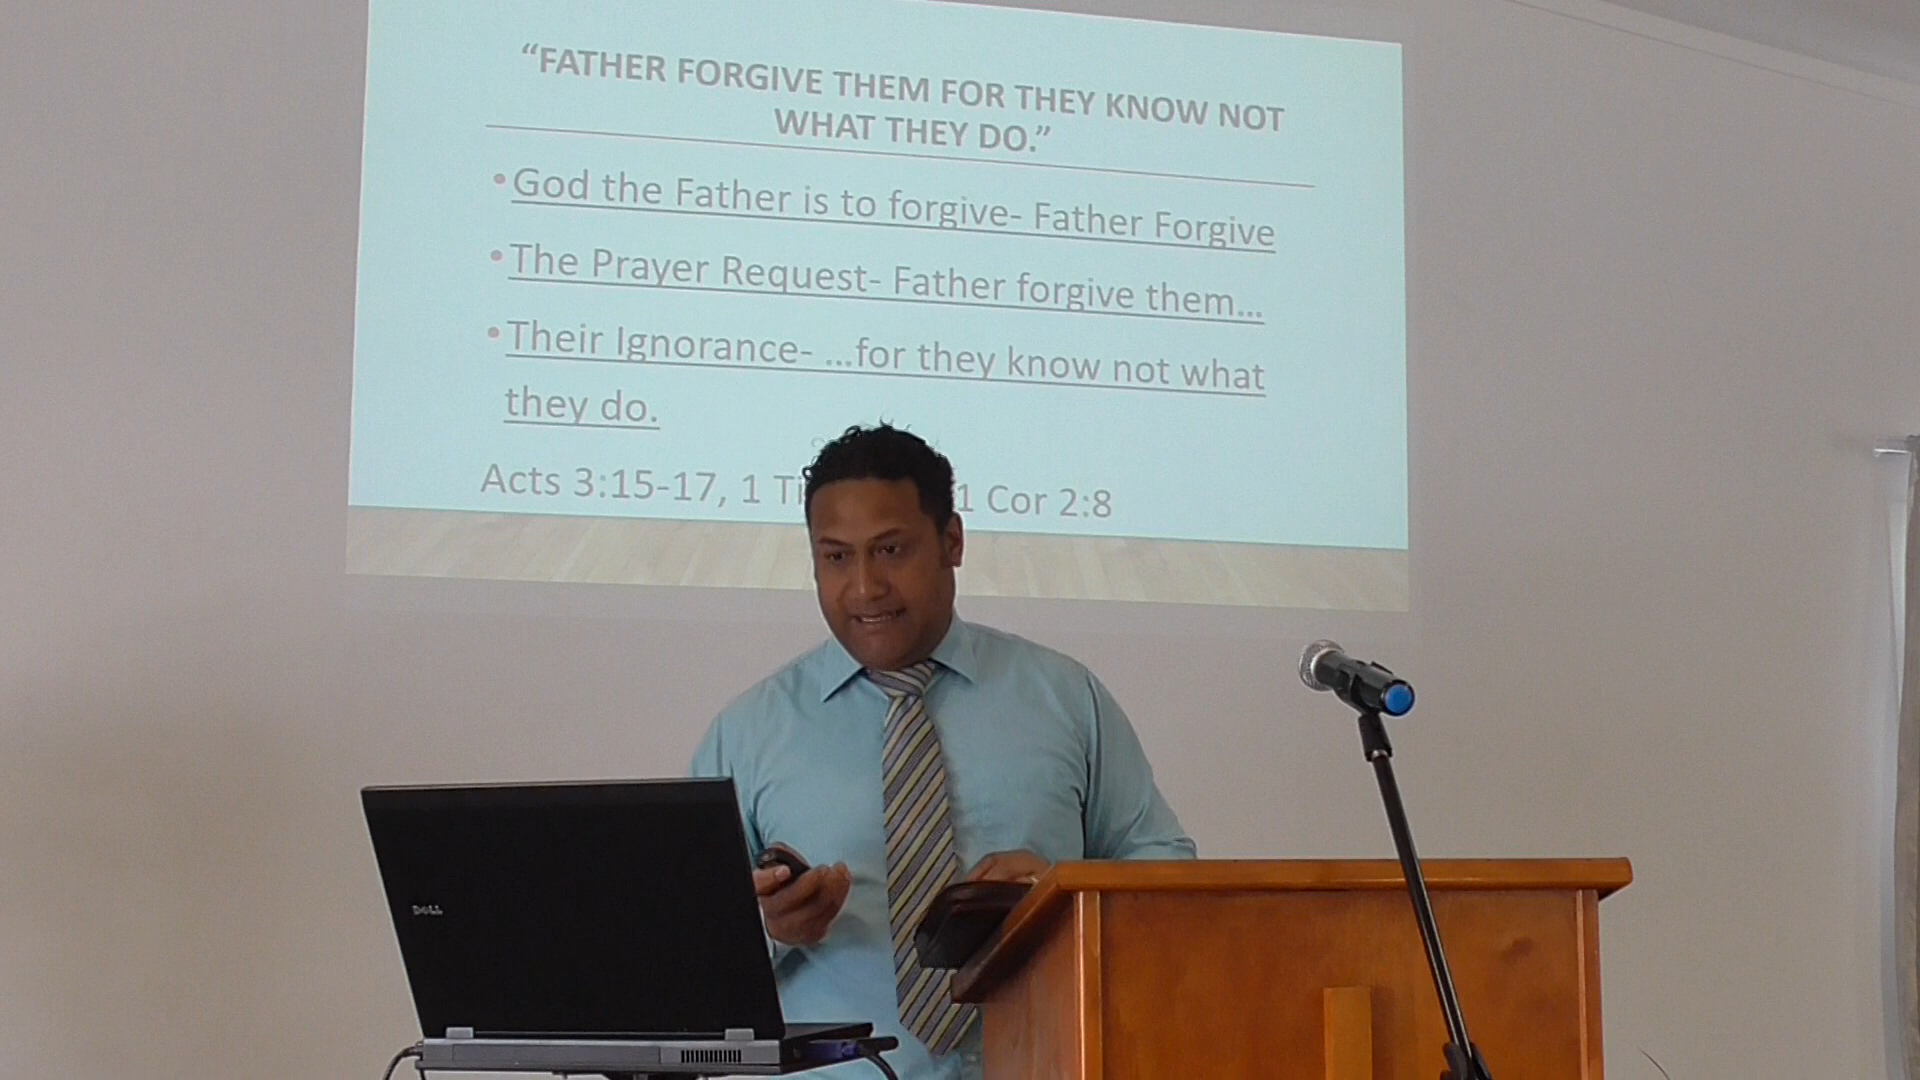 “FATHER FORGIVE THEM FOR THEY KNOW NOT
WHAT THEY DO.”
•God the Father is to forgive- Father Forgive
•The Prayer Request- Father forgive them...
•Their Ignorance- ...for they know not what
they do.
Acts 3:15-17, 1 1 Cor 2:8
DELL